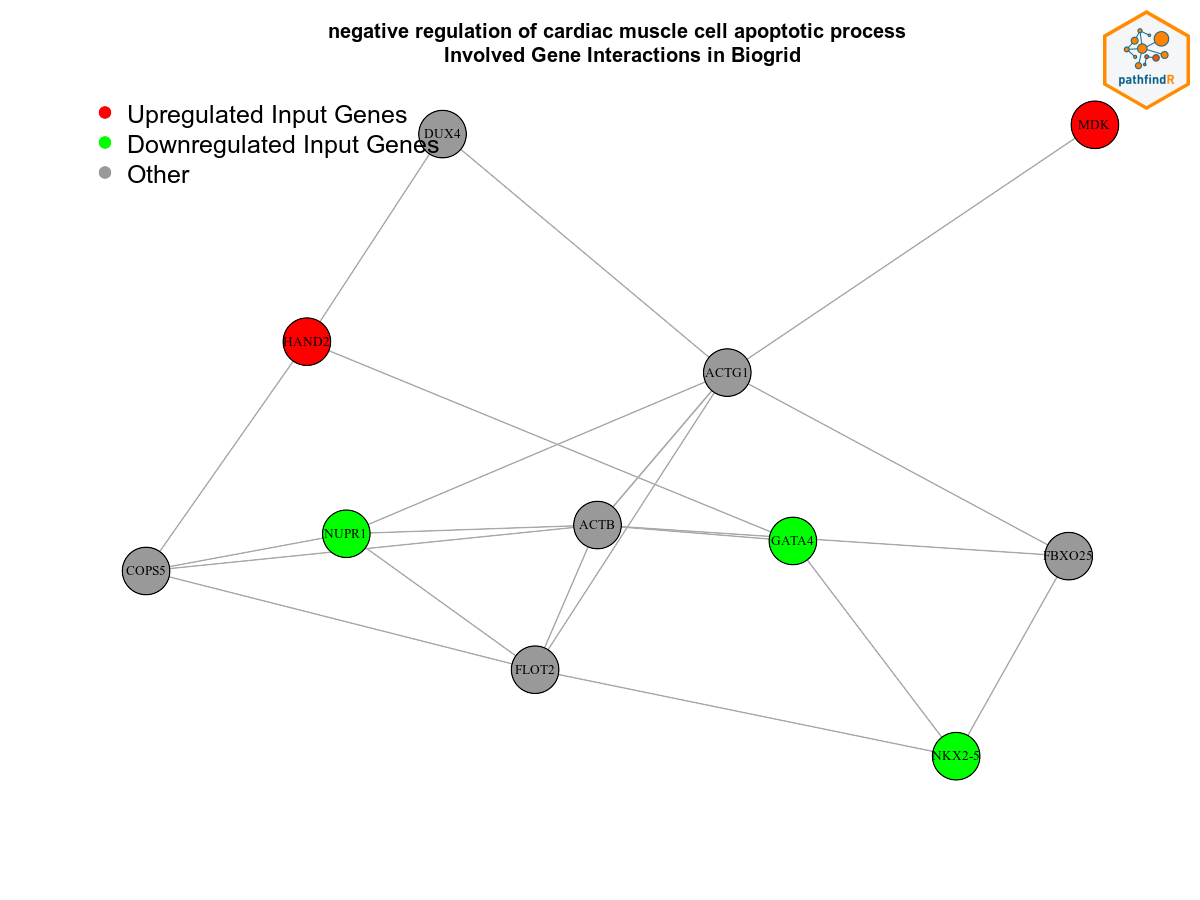 negative regulation of cardiac muscle cell apoptotic process
Involved Gene Interactions in Biogrid
pathfindR
Upregulated Input Genes
Downregulated Input Genes
Other
DUX4
MDK
HAND2
ACTG1
NUPR1
ACTB
GATA4
FBXO25
COPS5
FLOT2
NKX2-5